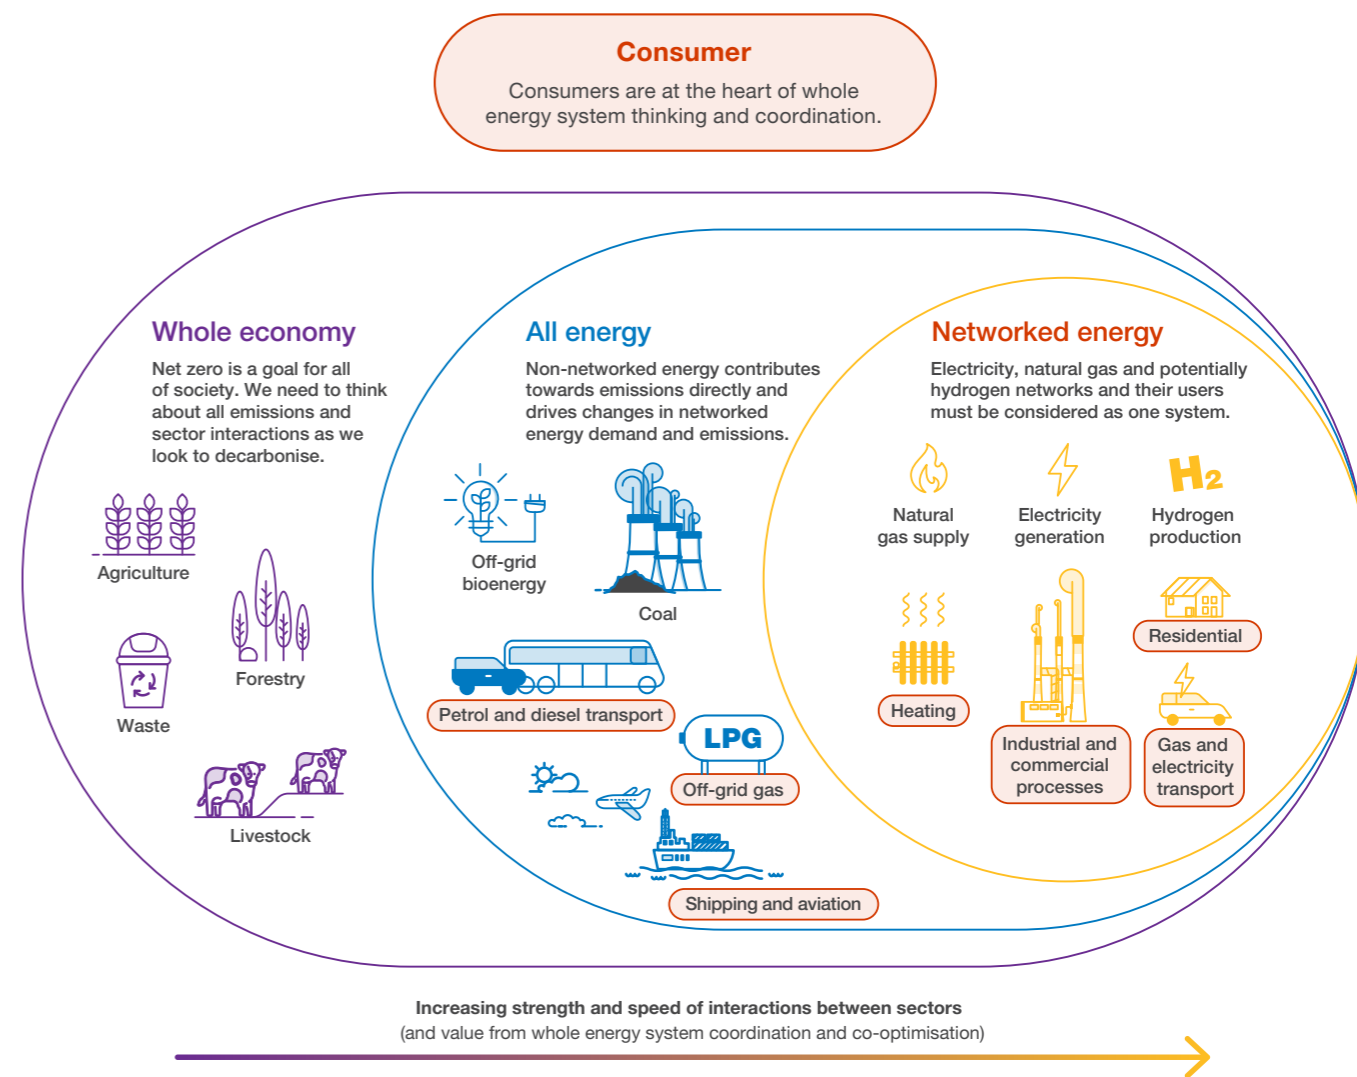 Consumer
Consumers are at the heart of whole
energy system thinking and coordination.
Whole economy
Net zero is a goal for all
of society. We need to think
about all emissions and
sector interactions as we
look to decarbonise.
Agriculture
Forestry
Waste
Livestock
All energy
Non-networked energy contributes
towards emissions directly and
drives changes in networked
energy demand and emissions.
Off-grid
bioenergy
Coal
Petrol and diesel transport
LPG
Off-grid gas
Shipping and aviation
Networked energy
Electricity, natural gas and potentially
hydrogen networks and their users
must be considered as one system.
Natural
gas supply
Electricity
generation
H2
Hydrogen
production
Residential
Heating
Industrial and
commercial
processes
Gas and
electricity
transport
Increasing strength and speed of interactions between sectors
(and value from whole energy system coordination and co-optimisation)